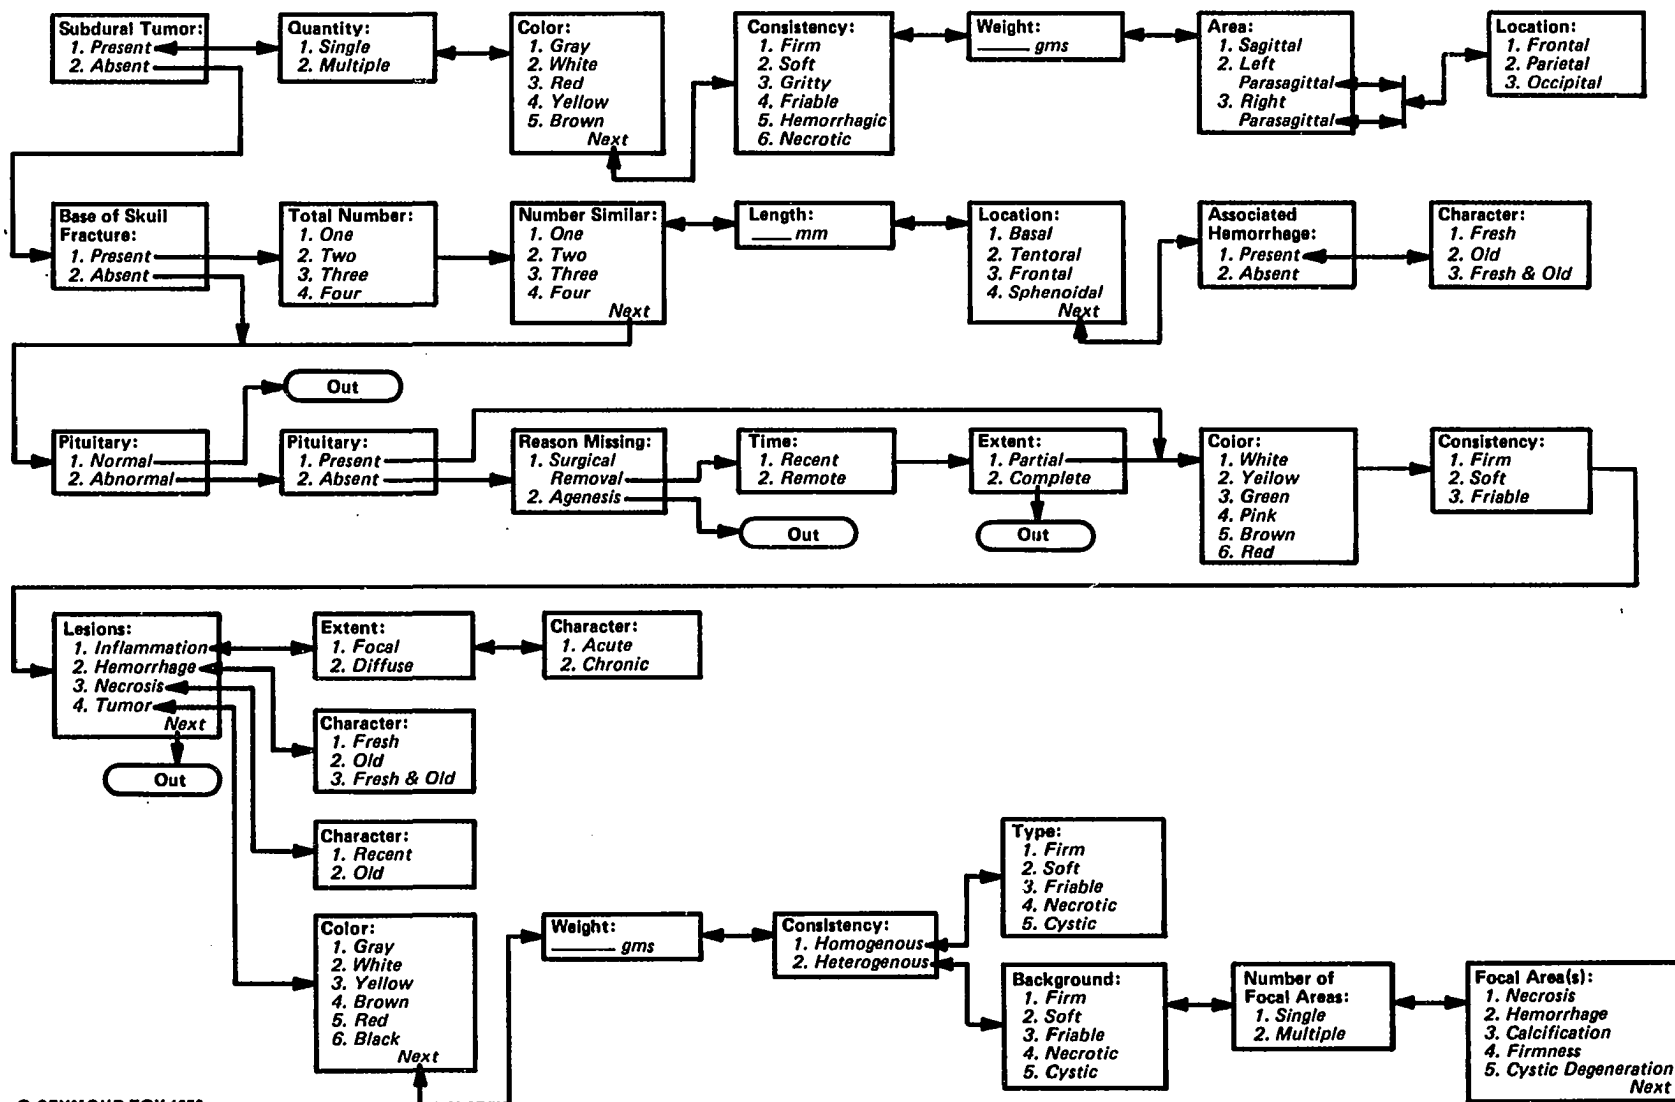 Subdural Tumor:
1. Present
2. Absent
Quantity:
1. Single
2. Multiple
Color:
1. Gray
2. White
3. Red
4. Yellow
5. Brown
Next
Consistency:
1. Firm
2. Soft
3. Gritty
4. Friable
5. Hemorrhagic
6. Necrotic
Weight:
_____ gms
Area:
1. Sagittal
2. Left
Parasagittal
3. Right
Parasagittal
Location:
1. Frontal
2. Parietal
3. Occipital
Base of Skull
Fracture:
1. Present
2. Absent
Total Number:
1. One
2. Two
3. Three
4. Four
Number Similar:
1. One
2. Two
3. Three
4. Four
Next
Length:
____ mm
Location:
1. Basal
2. Tentoral
3. Frontal
4. Sphenoidal
Next
Associated
Hemorrhage:
1. Present
2. Absent
Character:
1. Fresh
2. Old
3. Fresh & Old
Out
Pituitary:
1. Normal
2. Abnormal
Pituitary:
1. Present
2. Absent
Reason Missing:
1. Surgical
Removal
2. Agenesis
Out
Time:
1. Recent
2. Remote
Extent:
1. Partial
2. Complete
Out
Color:
1. White
2. Yellow
3. Green
4. Pink
5. Brown
6. Red
Consistency:
1. Firm
2. Soft
3. Friable
Lesions:
1. Inflammation
2. Hemorrhage
3. Necrosis
4. Tumor
Next
Out
Extent:
1. Focal
2. Diffuse
Character:
1. Acute
2. Chronic
Character:
1. Fresh
2. Old
3. Fresh & Old
Character:
1. Recent
2. Old
Color:
1. Gray
2. White
3. Yellow
4. Brown
5. Red
6. Black
Next
Weight:
_____ gms
Consistency:
1. Homogenous
2. Heterogenous
Type:
1. Firm
2. Soft
3. Friable
4. Necrotic
5. Cystic
Background:
1. Firm
2. Soft
3. Friable
4. Necrotic
5. Cystic
Number of
Focal Areas:
1. Single
2. Multiple
Focal Area(s):
1. Necrosis
2. Hemorrhage
3. Calcification
4. Firmness
5. Cystic Degeneration
Next